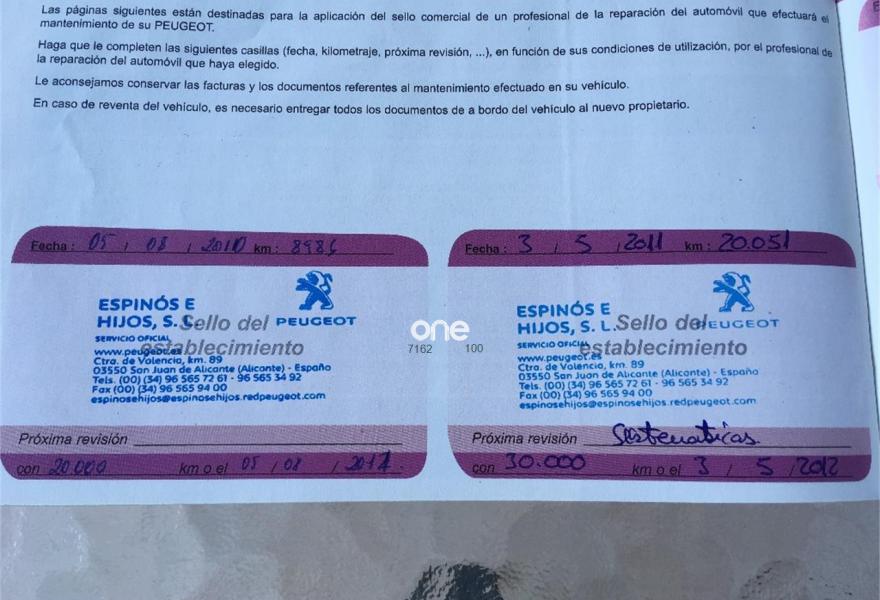 Las páginas siguientes están destinadas para la aplicación del sello comercial de un profesional de la reparación del automóvil que efectuará el
mantenimiento de su PEUGEOT.
Haga que le completen las siguientes casillas (fecha, kilometraje, próxima revisión, ...), en función de sus condiciones de utilización, por el profesional de
la reparación del automóvil que haya elegido.
Le aconsejamos conservar las facturas y los documentos referentes al mantenimiento efectuado en su vehículo.
En caso de reventa del vehículo, es necesario entregar todos los documentos de a bordo del vehículo al nuevo propietario.
Fecha : 05 / 08 / 2010 km :
ESPINÓS E
HIJOS, S. Sello del PEUGEOT
SERVICIO OFICIAL
establecimiento
www.peugeot.es
Ctra. de Valencia, km. 89
03550 San Juan de Alicante (Alicante) - España
Tels. (00) (34) 96 565 72 61 - 96 565 34 92
Fax (00) (34) 96 565 94 00
espinosehijos@espinosehijos.redpeugeot.com
Próxima revisión
con 20.000 km o el 05 / 08 /
one
7162 100
Fecha : 3 / 5 / 2011 km : 20.051
ESPINÓS E
HIJOS, S. L. Sello del PEUGEOT
SERVICIO OFICIAL
establecimiento
www.peugeot.es
Ctra. de Valencia, km. 89
03550 San Juan de Alicante (Alicante) - España
Tels. (00) (34) 96 565 72 61 - 96 565 34 92
Fax (00) (34) 96 565 94 00
espinosehijos@espinosehijos.redpeugeot.com
Próxima revisión Sistematicas
con 30.000 km o el 3 / 5 / 2012